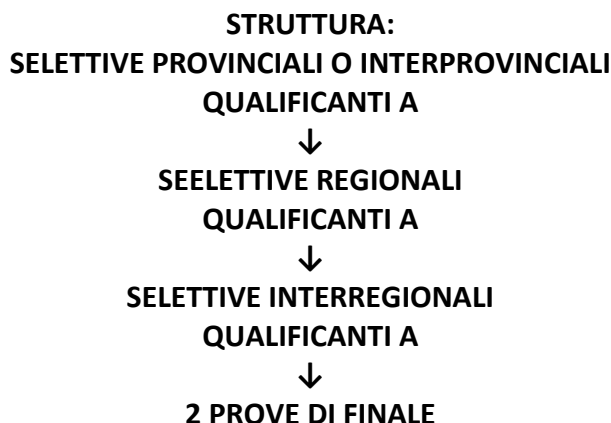 STRUTTURA:
SELETTIVE PROVINCIALI O INTERPROVINCIALI
QUALIFICANTI A
↓
SEELETTIVE REGIONALI
QUALIFICANTI A
↓
SELETTIVE INTERREGIONALI
QUALIFICANTI A
↓
2 PROVE DI FINALE